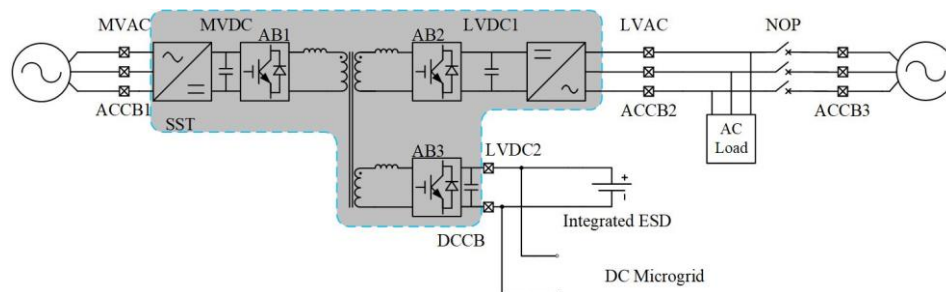 MVAC MVDC AB1 AB2 LVDC1 LVAC NOP
ACCB1 ACCB2 ACCB3
SST
AC
Load
AB3 LVDC2
+
-
Integrated ESD
DCCB
DC Microgrid